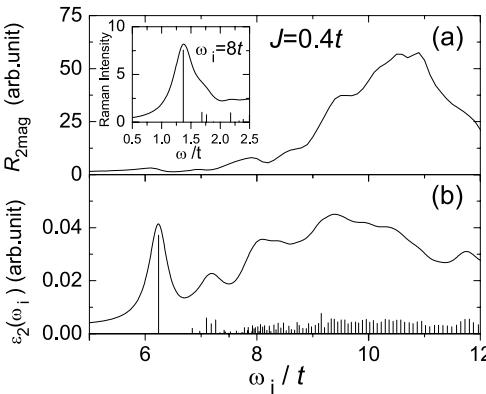 J=0.4t
(a)
R2mag (arb.unit)
75
50
25
0
Raman Intensity
10
5
0
ωi=8t
0.5 1.0 1.5 2.0 2.5
ω/t
(b)
ε2(ωi) (arb.unit)
0.04
0.02
0.00
6 8 10 12
ωi/t